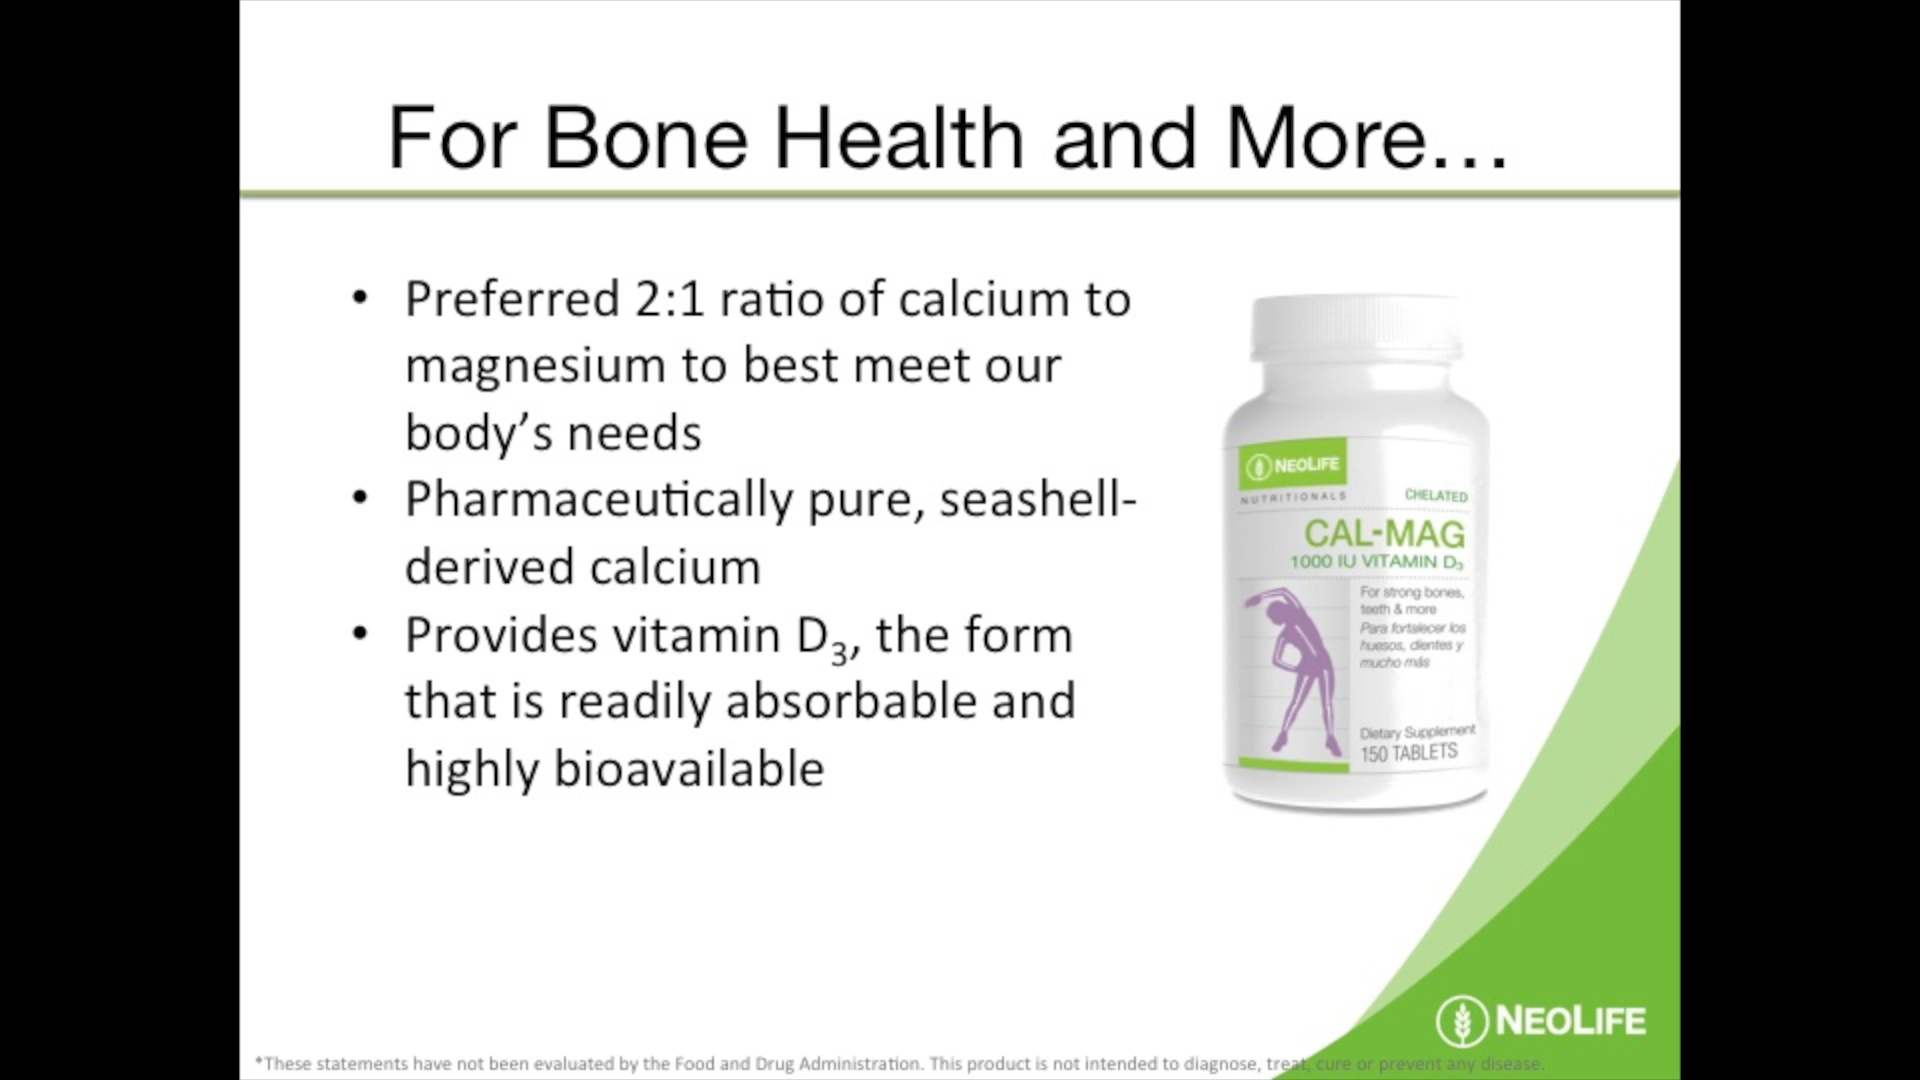 For Bone Health and More...
• Preferred 2:1 ratio of calcium to
magnesium to best meet our
body’s needs
• Pharmaceutically pure, seashell-
derived calcium
• Provides vitamin D₃, the form
that is readily absorbable and
highly bioavailable
NEOLIFE
NUTRITIONALS
CHELATED
CAL-MAG
1000 IU VITAMIN D₃
For strong bones,
teeth & more
Para fortalecer los
huesos, dientes y
mucho más
Dietary Supplement
150 TABLETS
NEOLIFE
*These statements have not been evaluated by the Food and Drug Administration. This product is not intended to diagnose, treat, cure or prevent any disease.